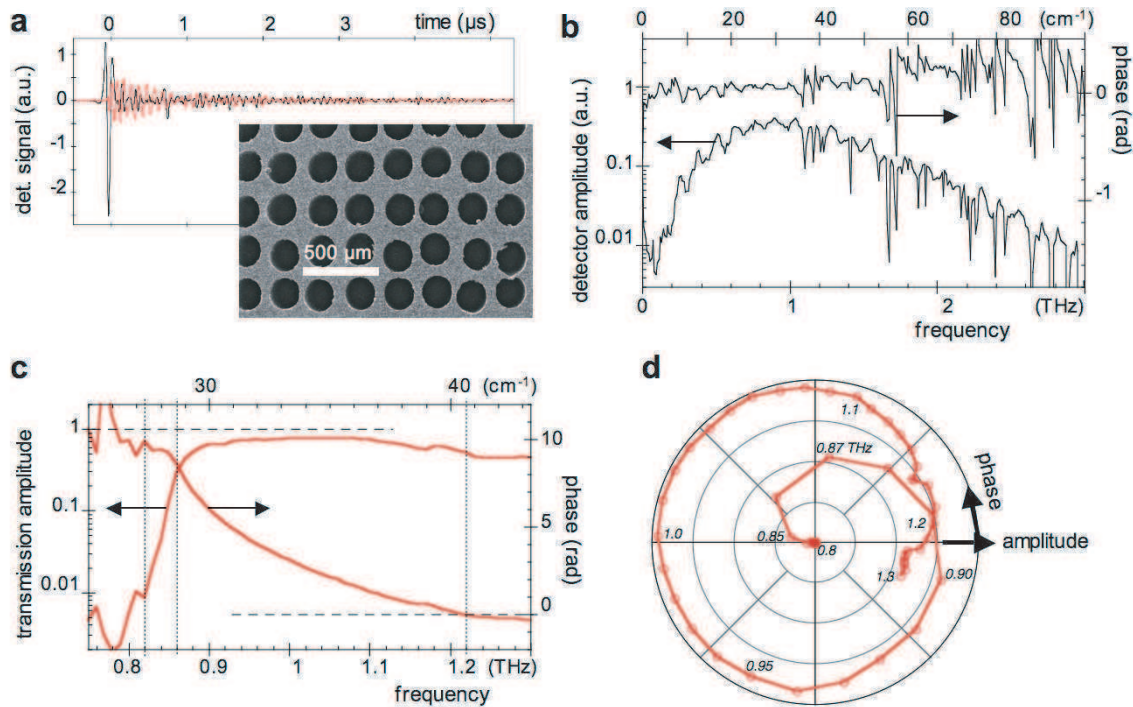 a
0 1 2 3 time (µs)
det. signal (a.u.)
1
0
-1
-2
0 1 2 3
500 µm
b
0 20 40 60 80 (cm⁻¹)
detector amplitude (a.u.)
1
0.1
0.01
phase (rad)
0
-1
0 1 2 (THz)
frequency
c
30 40 (cm⁻¹)
transmission amplitude
1
0.1
0.01
phase (rad)
10
5
0
0.8 0.9 1 1.1 1.2 (THz)
frequency
d
1.1
0.87 THz
phase
1.0
0.85
0.8
1.2
amplitude
1.3
0.90
0.95